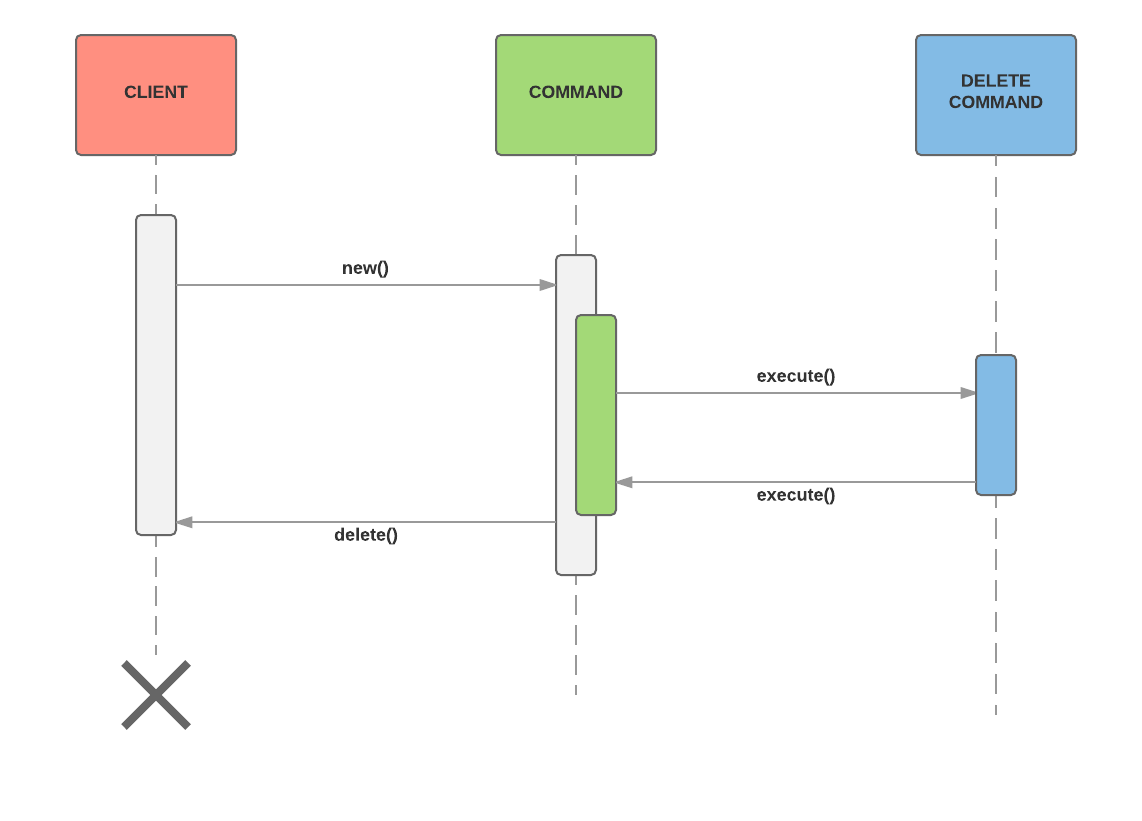 CLIENT
COMMAND
DELETE
COMMAND
new()
execute()
execute()
delete()